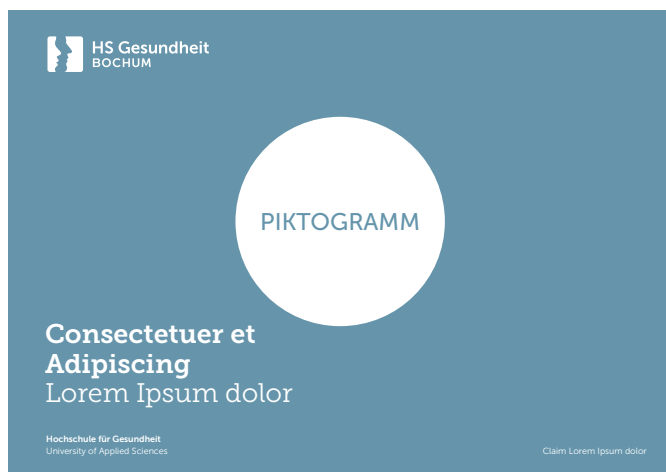 HS Gesundheit
BOCHUM
PIKTOGRAMM
Consectetuer et
Adipiscing
Lorem Ipsum dolor
Hochschule für Gesundheit
University of Applied Sciences
Claim Lorem Ipsum dolor